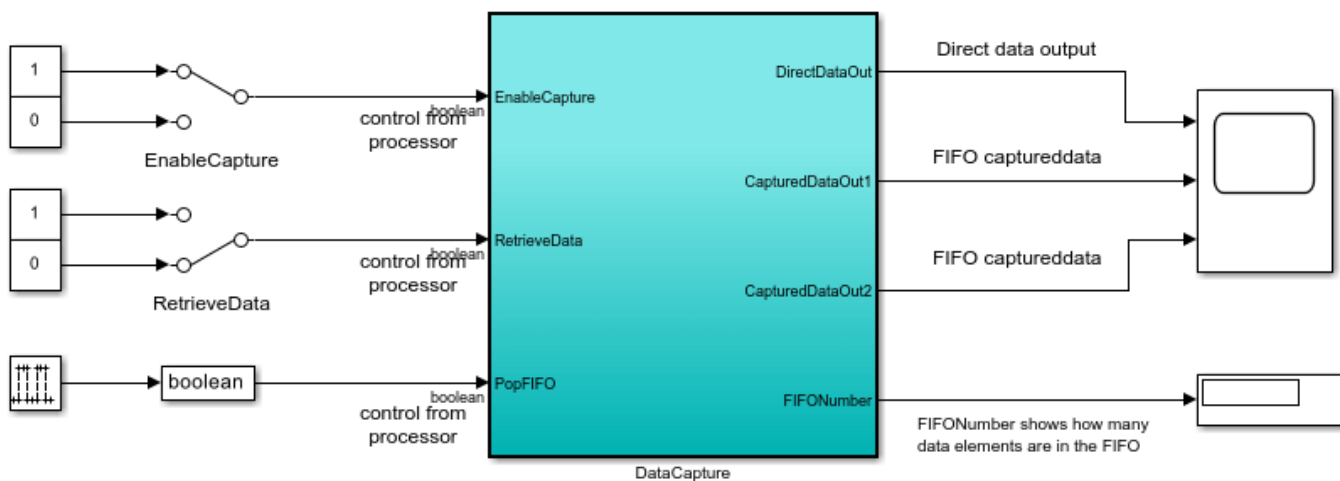 1
0
EnableCapture
control from
processor
boolean
EnableCapture
1
0
RetrieveData
control from
processor
boolean
RetrieveData
boolean
control from
processor
boolean
PopFIFO
DirectDataOut
CapturedDataOut1
CapturedDataOut2
FIFONumber
DataCapture
Direct data output
FIFO captureddata
FIFO captureddata
FIFONumber shows how many
data elements are in the FIFO